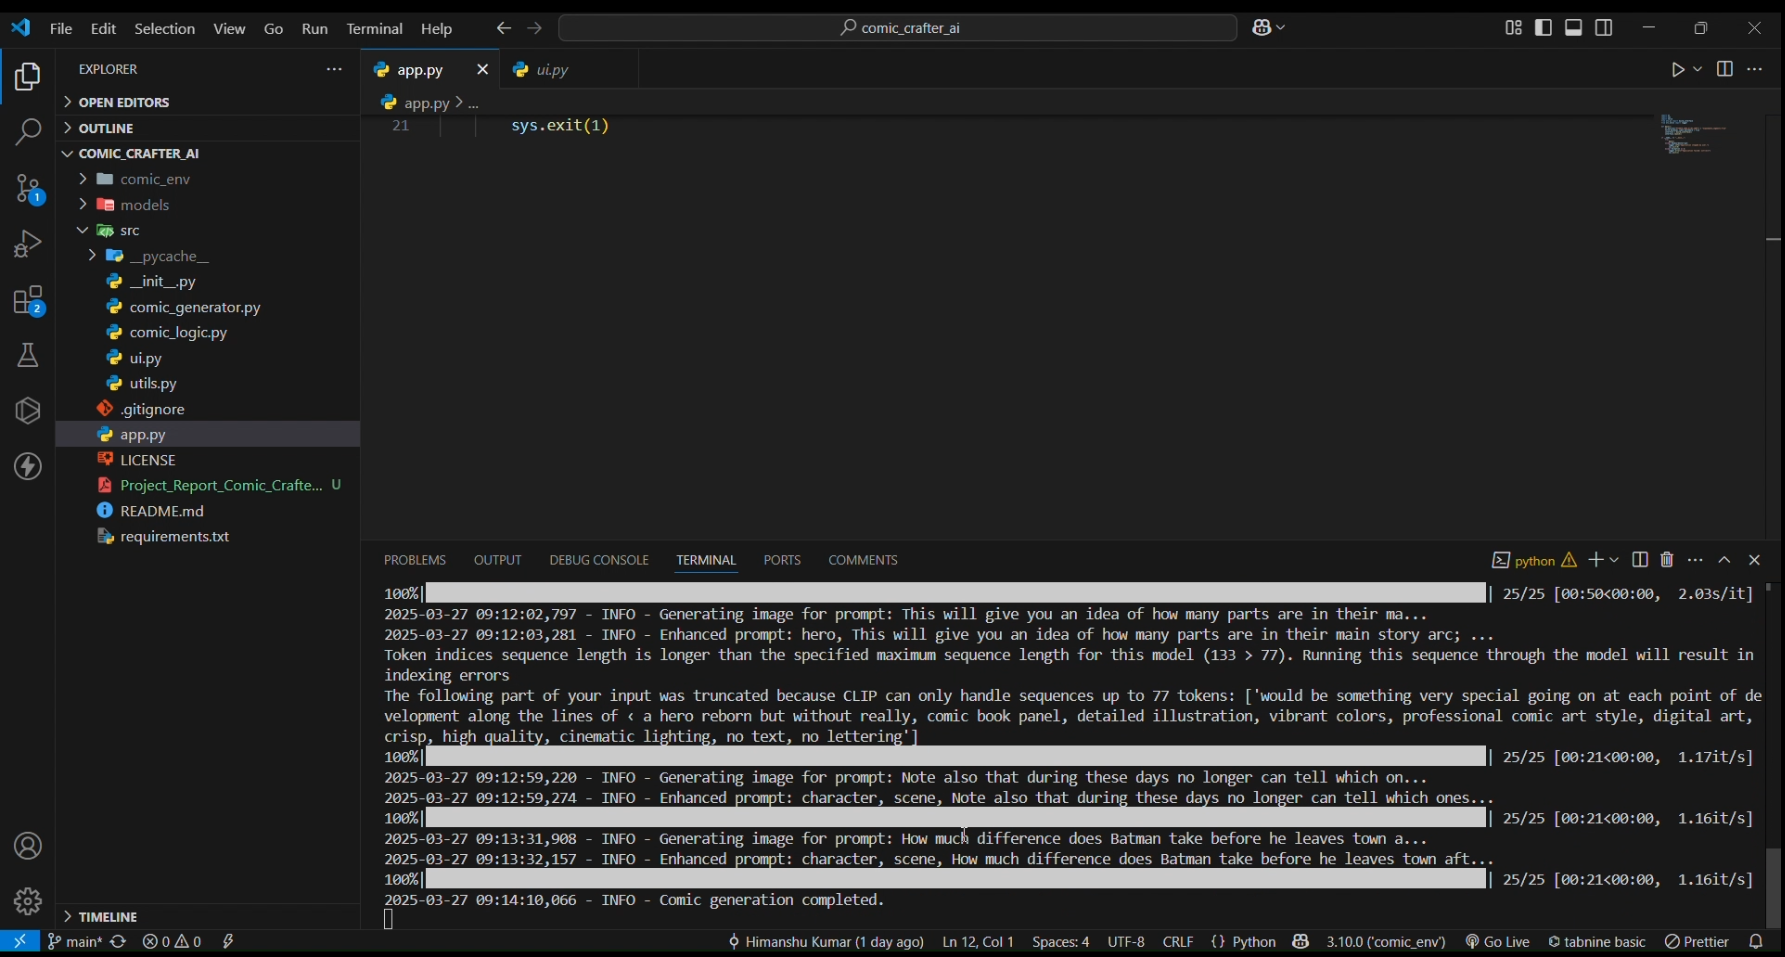 File Edit Selection View Go Run Terminal Help
comic_crafter_ai
EXPLORER
OPEN EDITORS
OUTLINE
COMIC_CRAFTER_AI
comic_env
models
src
__pycache__
__init__.py
comic_generator.py
comic_logic.py
ui.py
utils.py
.gitignore
app.py
LICENSE
Project_Report_Comic_Crafte... U
README.md
requirements.txt
TIMELINE
1
2
app.py
ui.py
app.py > ...
21 sys.exit(1)
PROBLEMS OUTPUT DEBUG CONSOLE TERMINAL PORTS COMMENTS
python
100%| | 25/25 [00:50<00:00, 2.03s/it]
2025-03-27 09:12:02,797 - INFO - Generating image for prompt: This will give you an idea of how many parts are in their ma...
2025-03-27 09:12:03,281 - INFO - Enhanced prompt: hero, This will give you an idea of how many parts are in their main story arc; ...
Token indices sequence length is longer than the specified maximum sequence length for this model (133 > 77). Running this sequence through the model will result in
indexing errors
The following part of your input was truncated because CLIP can only handle sequences up to 77 tokens: ['would be something very special going on at each point of de
velopment along the lines of < a hero reborn but without really, comic book panel, detailed illustration, vibrant colors, professional comic art style, digital art,
crisp, high quality, cinematic lighting, no text, no lettering']
100%| | 25/25 [00:21<00:00, 1.17it/s]
2025-03-27 09:12:59,220 - INFO - Generating image for prompt: Note also that during these days no longer can tell which on...
2025-03-27 09:12:59,274 - INFO - Enhanced prompt: character, scene, Note also that during these days no longer can tell which ones...
100%| | 25/25 [00:21<00:00, 1.16it/s]
2025-03-27 09:13:31,908 - INFO - Generating image for prompt: How much difference does Batman take before he leaves town a...
2025-03-27 09:13:32,157 - INFO - Enhanced prompt: character, scene, How much difference does Batman take before he leaves town aft...
100%| | 25/25 [00:21<00:00, 1.16it/s]
2025-03-27 09:14:10,066 - INFO - Comic generation completed.
main* 0 0 Himanshu Kumar (1 day ago) Ln 12, Col 1 Spaces: 4 UTF-8 CRLF {} Python 3.10.0 ('comic_env') Go Live tabnine basic Prettier